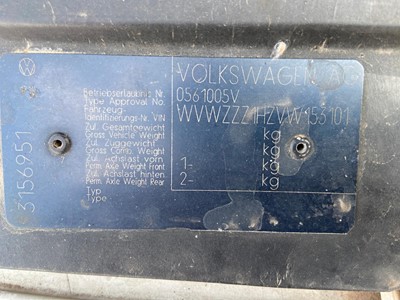 VOLKSWAGEN AG
Betriebserlaubnis Nr.
Type Approval No.
0561005V
Fahrzeug-
Identifizierungs-Nr. VIN
WVWZZZ1HZVW153101
Zul. Gesamtgewicht
Gross Vehicle Weight
kg
Zul. Zuggewicht
Gross Comb. Weight
kg
Zul. Achslast vorn
Perm. Axle Weight Front
1- kg
Zul. Achslast hinten
Perm. Axle Weight Rear
2- kg
Typ
Type
3156951